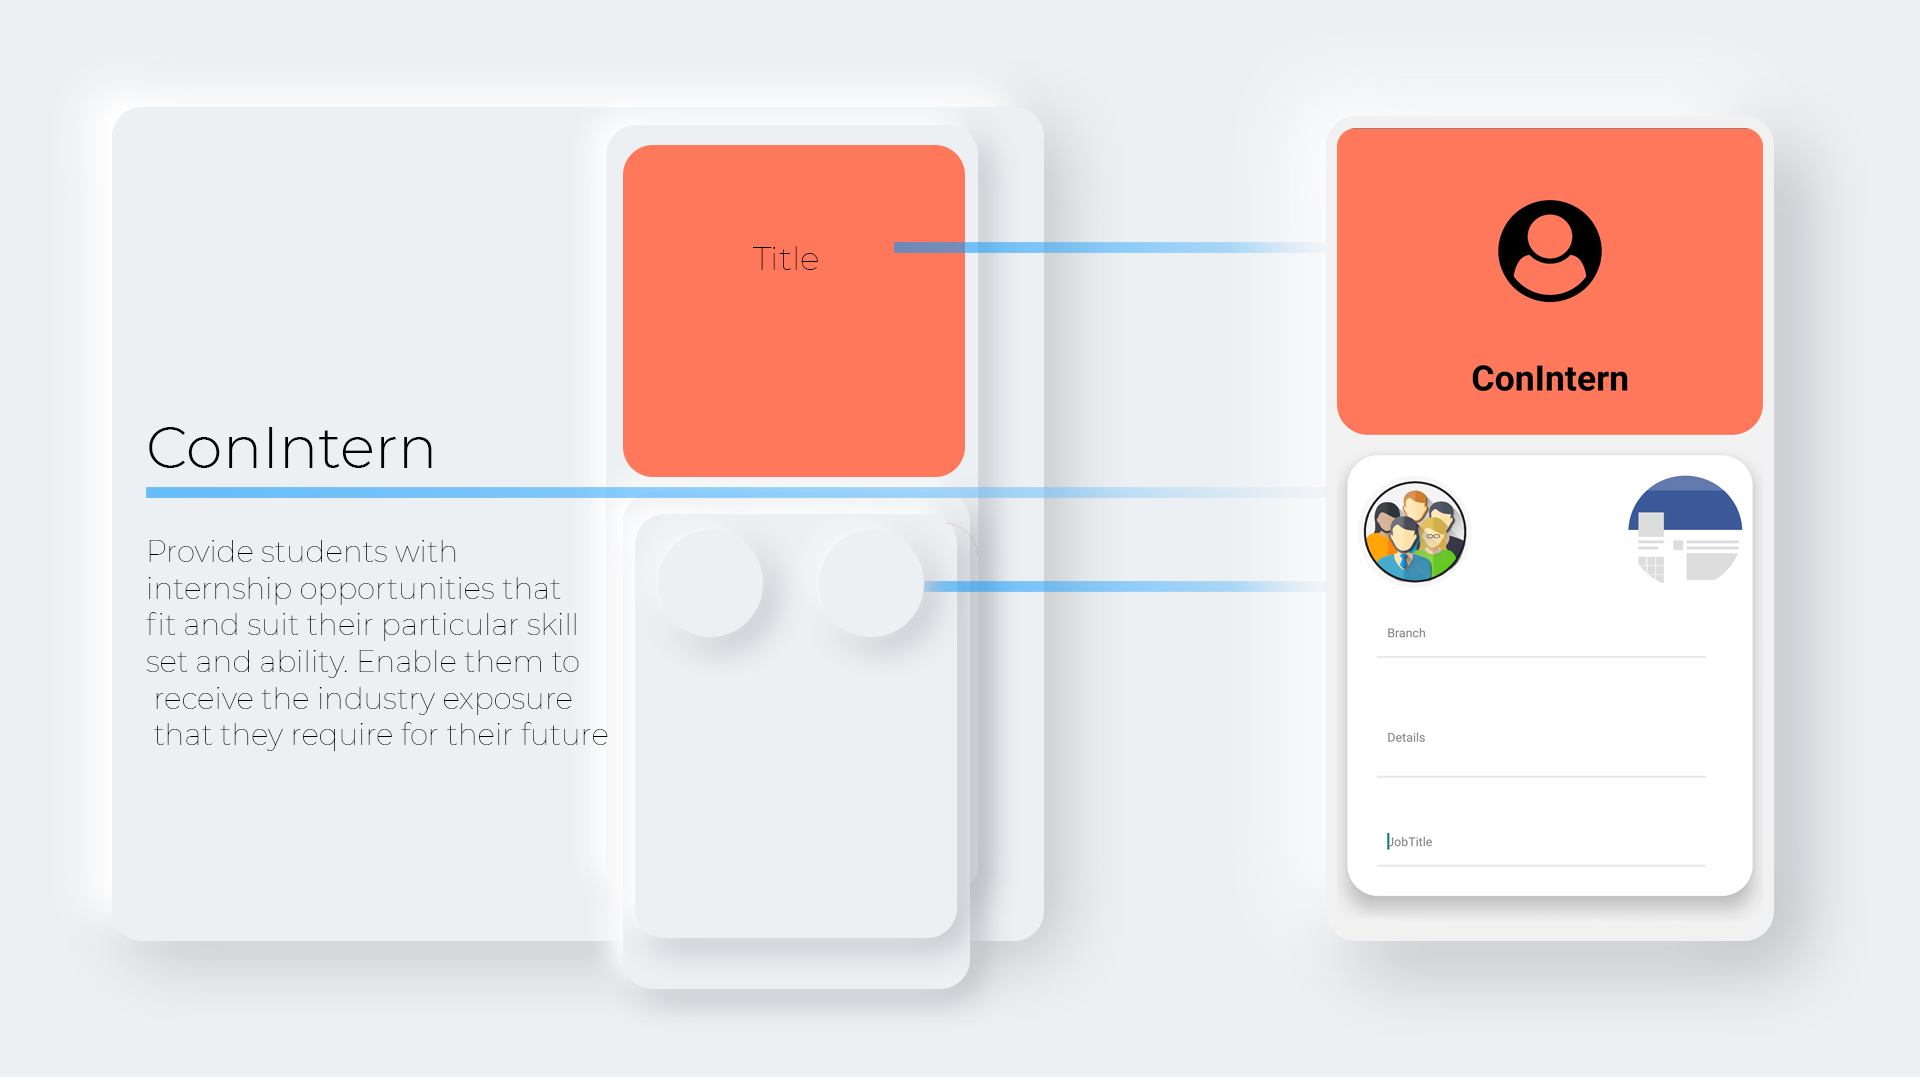 Title
ConIntern
Provide students with
internship opportunities that
fit and suit their particular skill
set and ability. Enable them to
receive the industry exposure
that they require for their future
ConIntern
Branch
Details
JobTitle